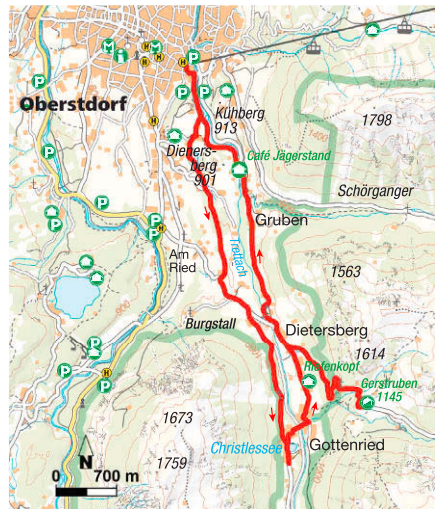 M
M
H
H
H
H
P
P
P
P
P
P
Oberstdorf
Kühberg
913
1798
Dieners-
berg
901
Café Jägerstand
Schörganger
P
P
P
P
H
Gruben
Trettach
Am
Ried
1563
Burgstall
Dietersberg
1614
Riefenkopf
Gerstruben
1145
P
H
P
1673
Gottenried
Christlessee
1759
N
0 700 m